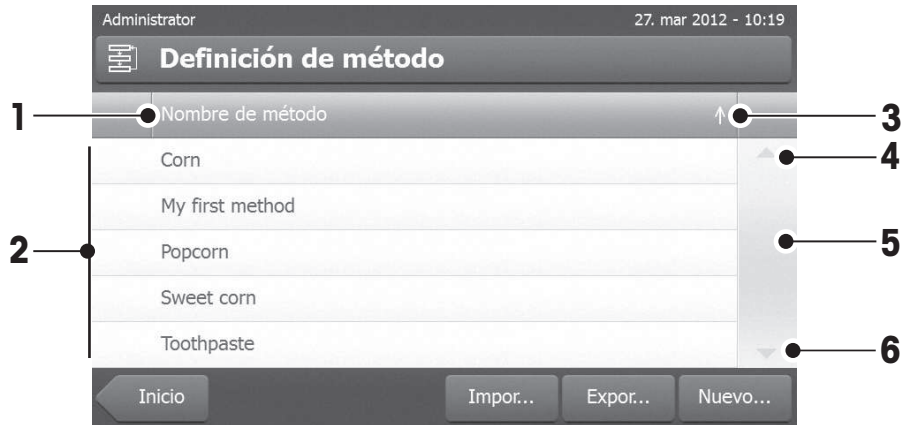 Administrator 27. mar 2012 - 10:19
Definición de método
1 Nombre de método 3
4
Corn
My first method
2 Popcorn 5
Sweet corn
Toothpaste 6
Inicio Impor... Expor... Nuevo...